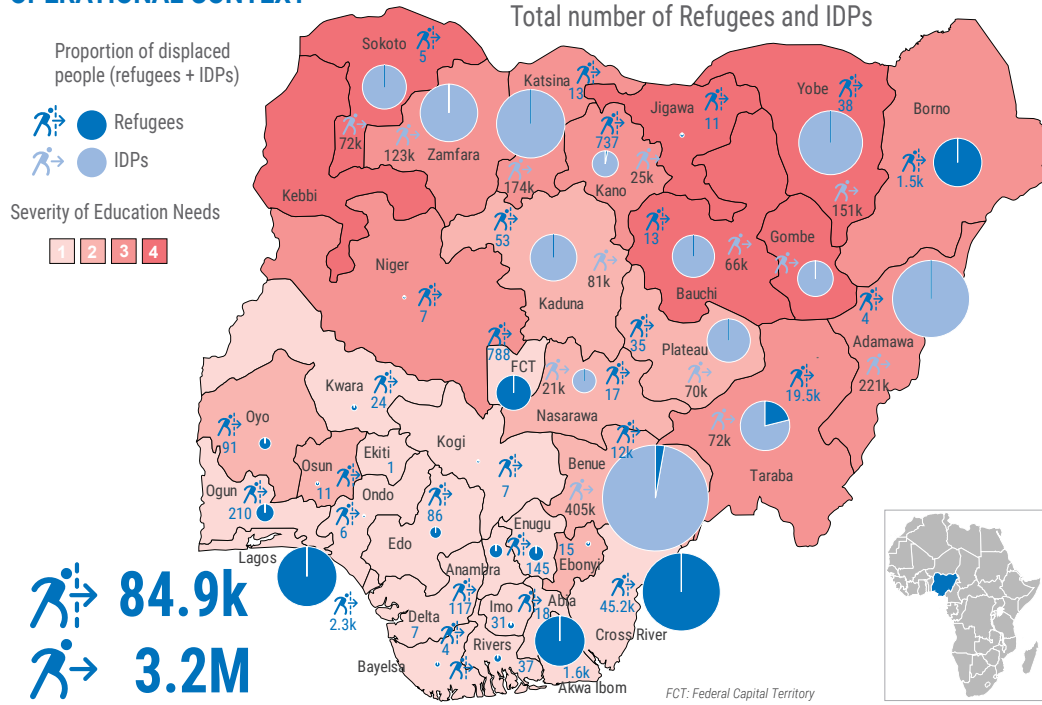 OPERATIONAL CONTEXT
Total number of Refugees and IDPs
Proportion of displaced
people (refugees + IDPs)
Refugees
IDPs
Severity of Education Needs
1 2 3 4
Sokoto
5
72k
123k
Zamfara
Katsina
13
174k
737
Kano
25k
Jigawa
11
Yobe
38
151k
Borno
1.5k
Kebbi
Niger
7
53
81k
Kaduna
13
66k
Bauchi
Gombe
4
Adamawa
221k
788
FCT
21k
17
Nasarawa
35
Plateau
70k
19.5k
72k
Taraba
Kwara
24
Oyo
91
Kogi
7
12k
Benue
405k
Osun
11
Ekiti
1
Ondo
6
Ogun
210
86
Edo
Enugu
145
15
Ebonyi
Lagos
2.3k
Anambra
117
Imo
31
Abia
18
45.2k
Cross River
Delta
7
4
Bayelsa
Rivers
37
1.6k
Akwa Ibom
84.9k
3.2M
FCT: Federal Capital Territory